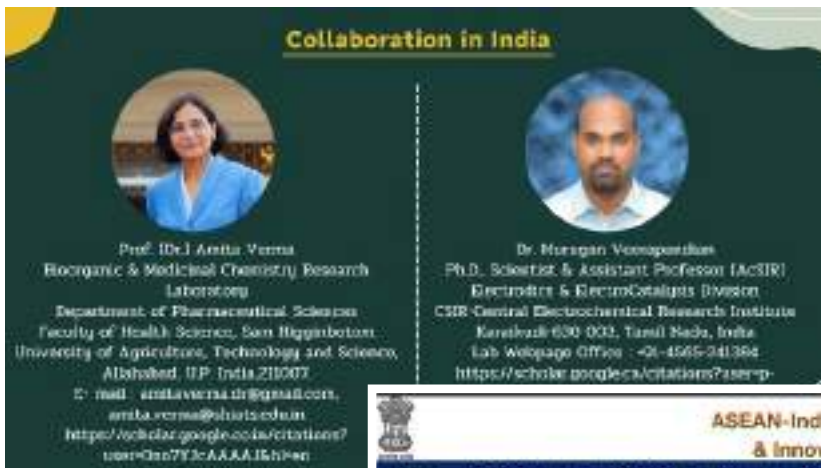 Collaboration in India
Prof. (Dr.) Amita Verma
Bioorganic & Medicinal Chemistry Research
Laboratory
Department of Pharmaceutical Sciences
Faculty of Health Science, Sam Higginbotom
University of Agriculture, Technology and Science,
Allahabad, U.P. India, 211007
E- mail : amitaverma.dr@gmail.com,
amita.verma@shiats.edu.in
https://scholar.google.co.in/citations?
Dr. Murugan Veerapandian
Ph.D., Scientist & Assistant Professor (AcSIR)
Electrodics & ElectroCatalysis Division
CSIR-Central Electrochemical Research Institute
Karaikudi-630 003, Tamil Nadu, India
Lab Webpage Office : +91-4565-241384
https://scholar.google.ca/citations?user=p-
ASEAN-Ind
& Innov